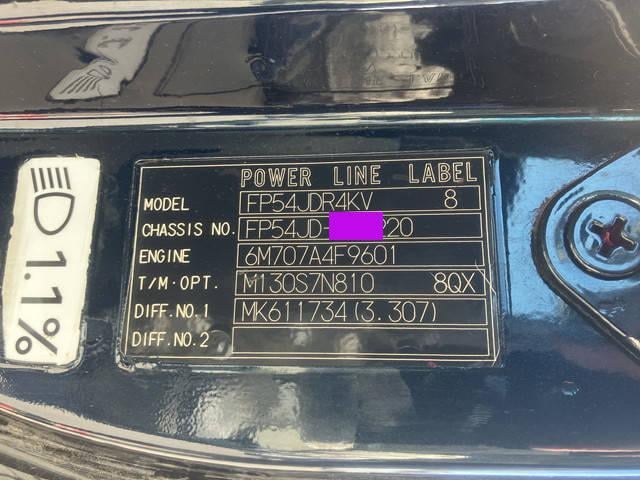 POWER LINE LABEL
MODEL FP54JDR4KV 8
CHASSIS NO. FP54JD- 220
ENGINE 6M707A4F9601
T/M·OPT. M130S7N810 8QX
DIFF.NO.1 MK611734(3.307)
DIFF.NO.2
1.1%